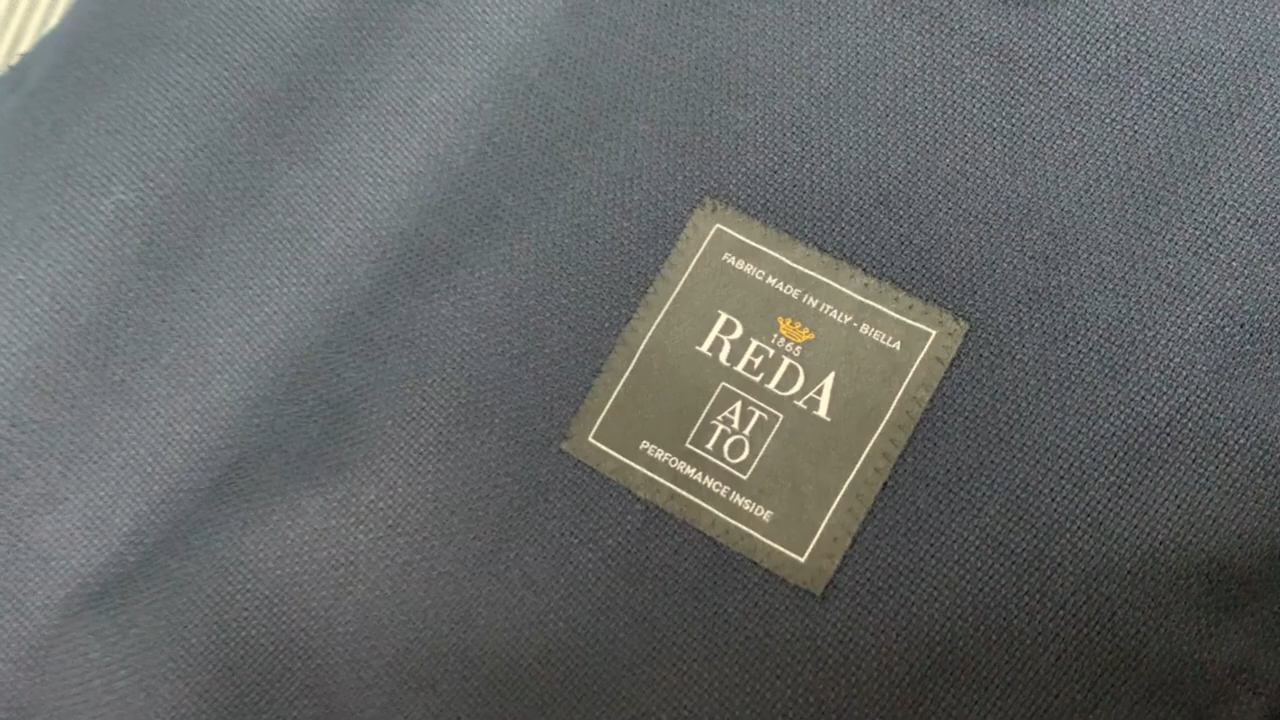 FABRIC MADE IN ITALY - BIELLA
1865
REDA
AT
TO
PERFORMANCE INSIDE